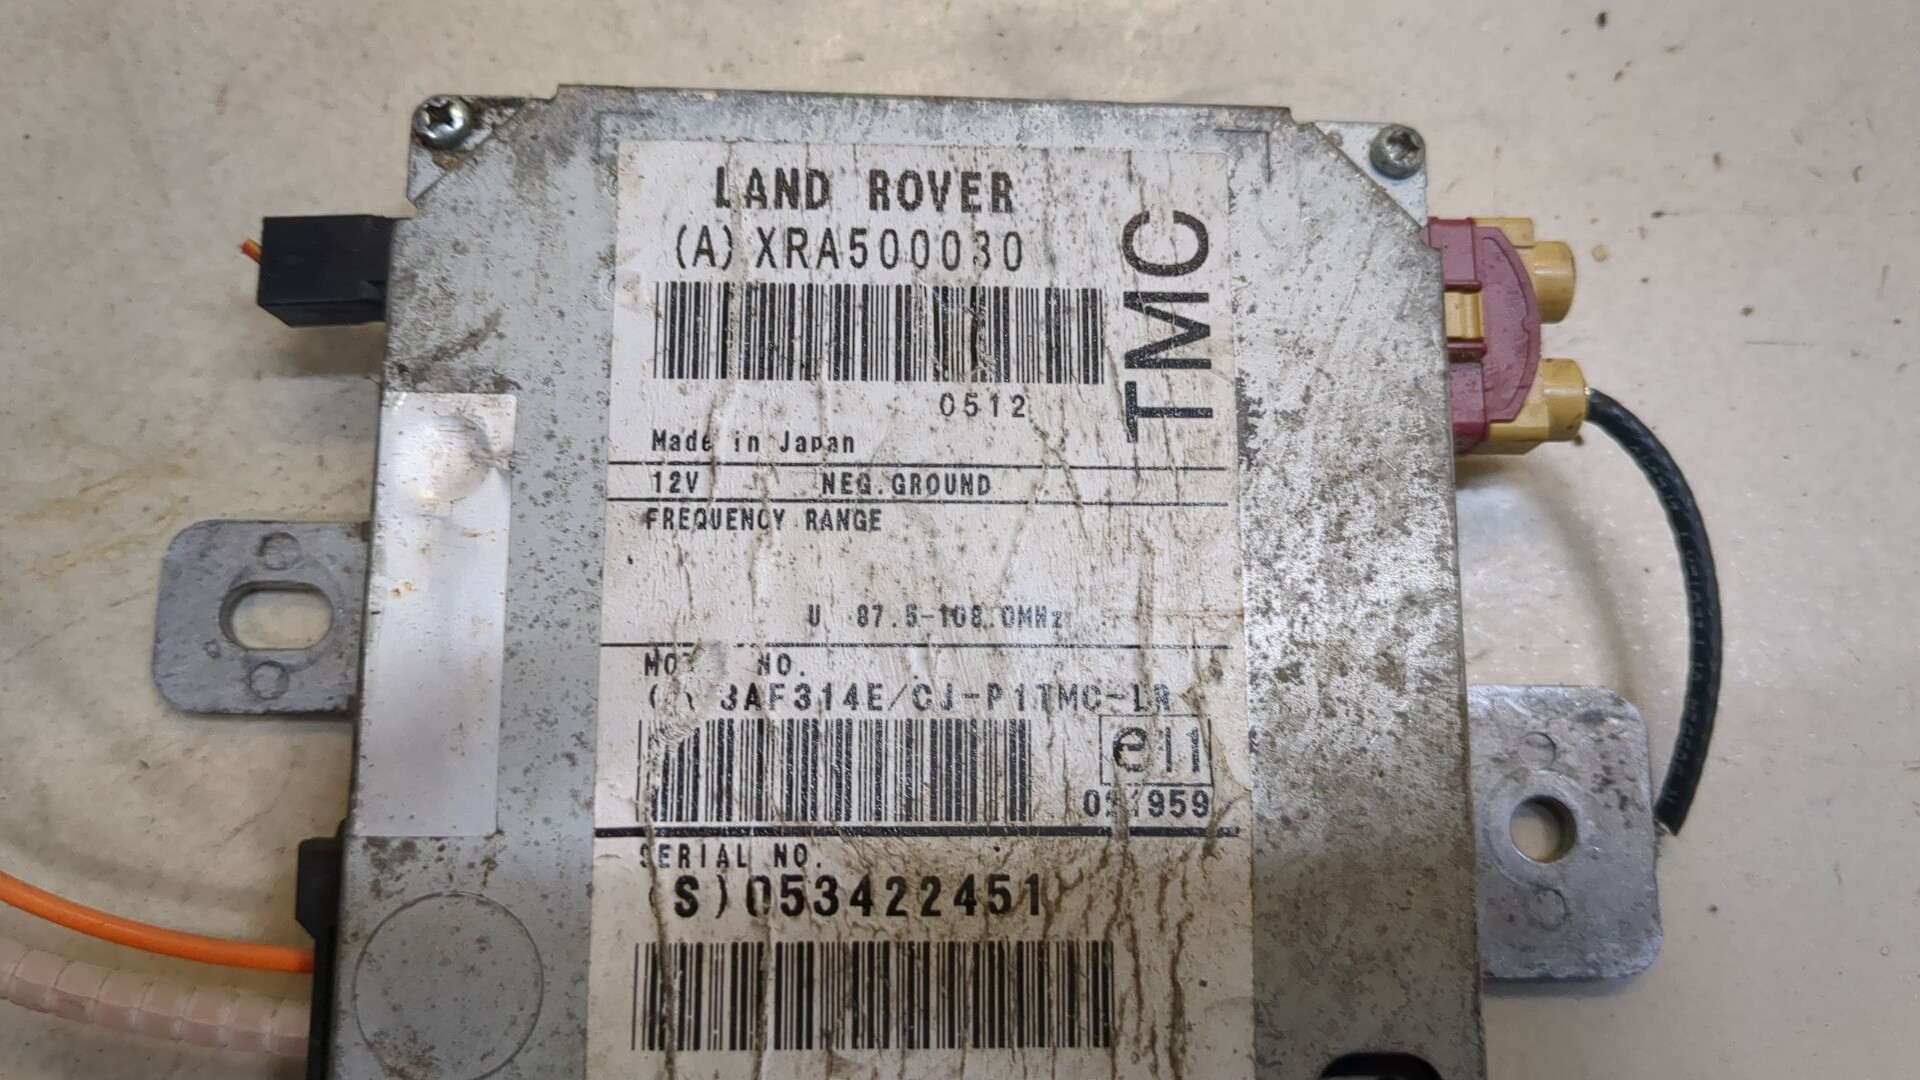 LAND ROVER
(A) XRA500030
TMC
0512
Made in Japan
12V NEG.GROUND
FREQUENCY RANGE
U 87.5-108.0MHz
NO.
3AF314E/CJ-P1TMC-LR
e11
SERIAL NO.
(S)053422451